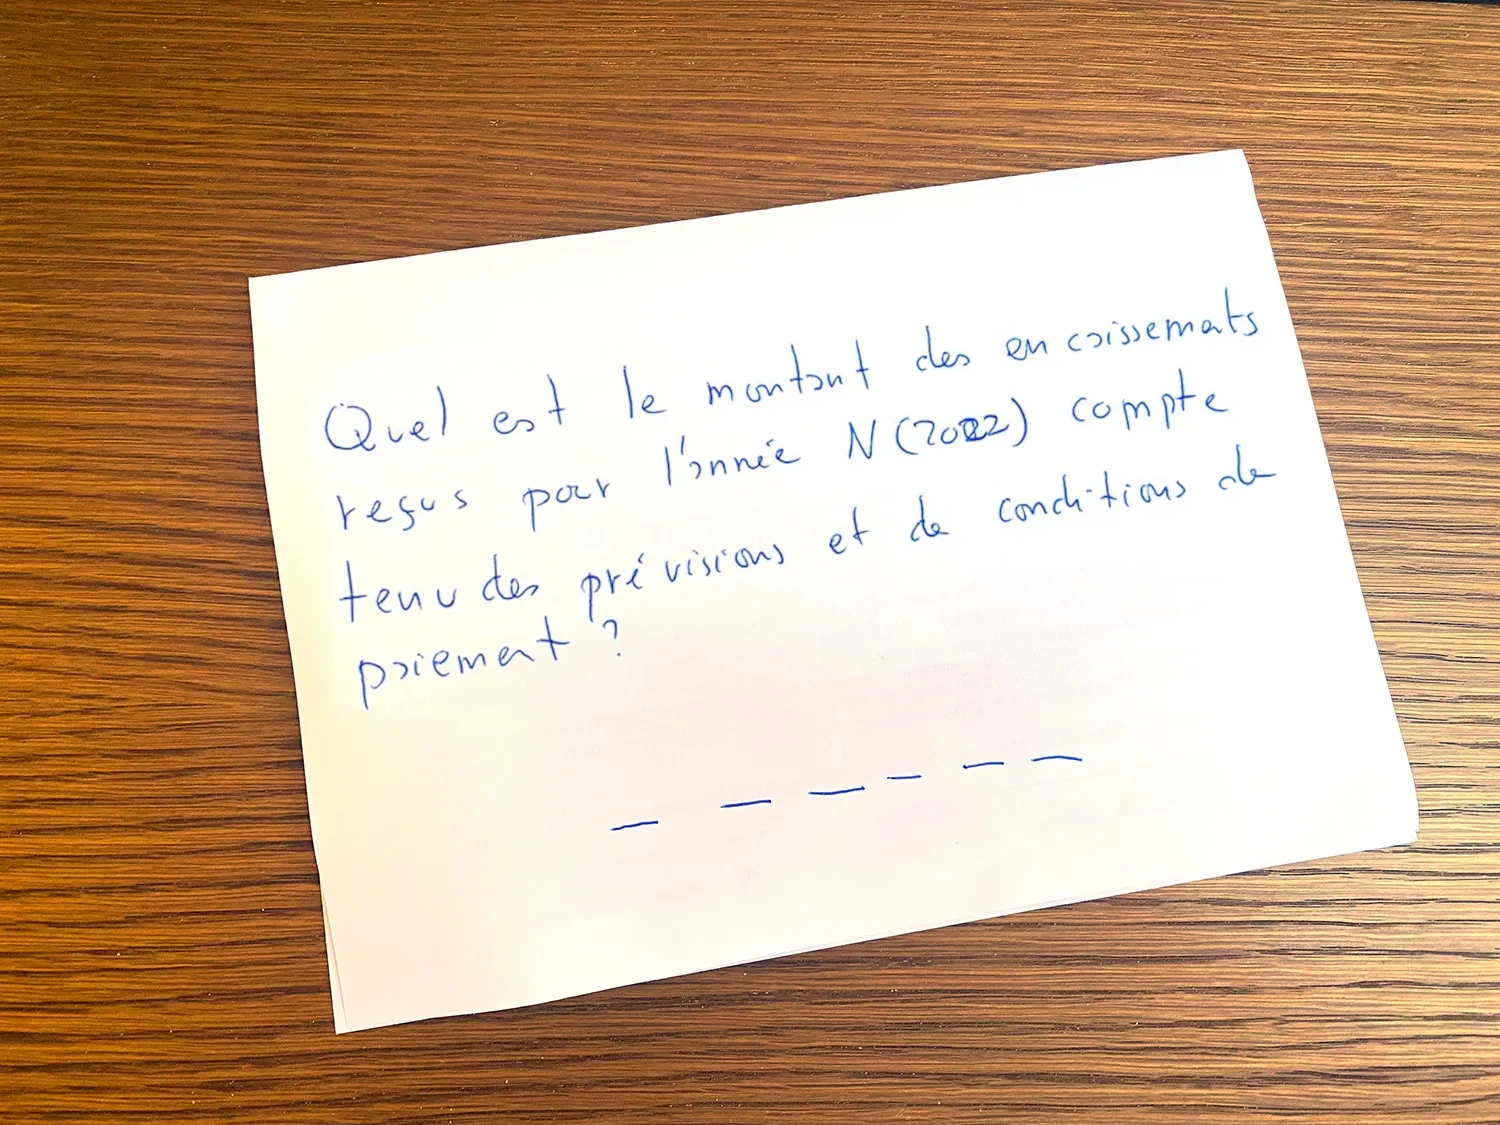 Quel est le montant des encaissements
reçus pour l'année N (2022) compte
tenu des prévisions et de conditions de
paiement ?
_ _ _ _ _ _